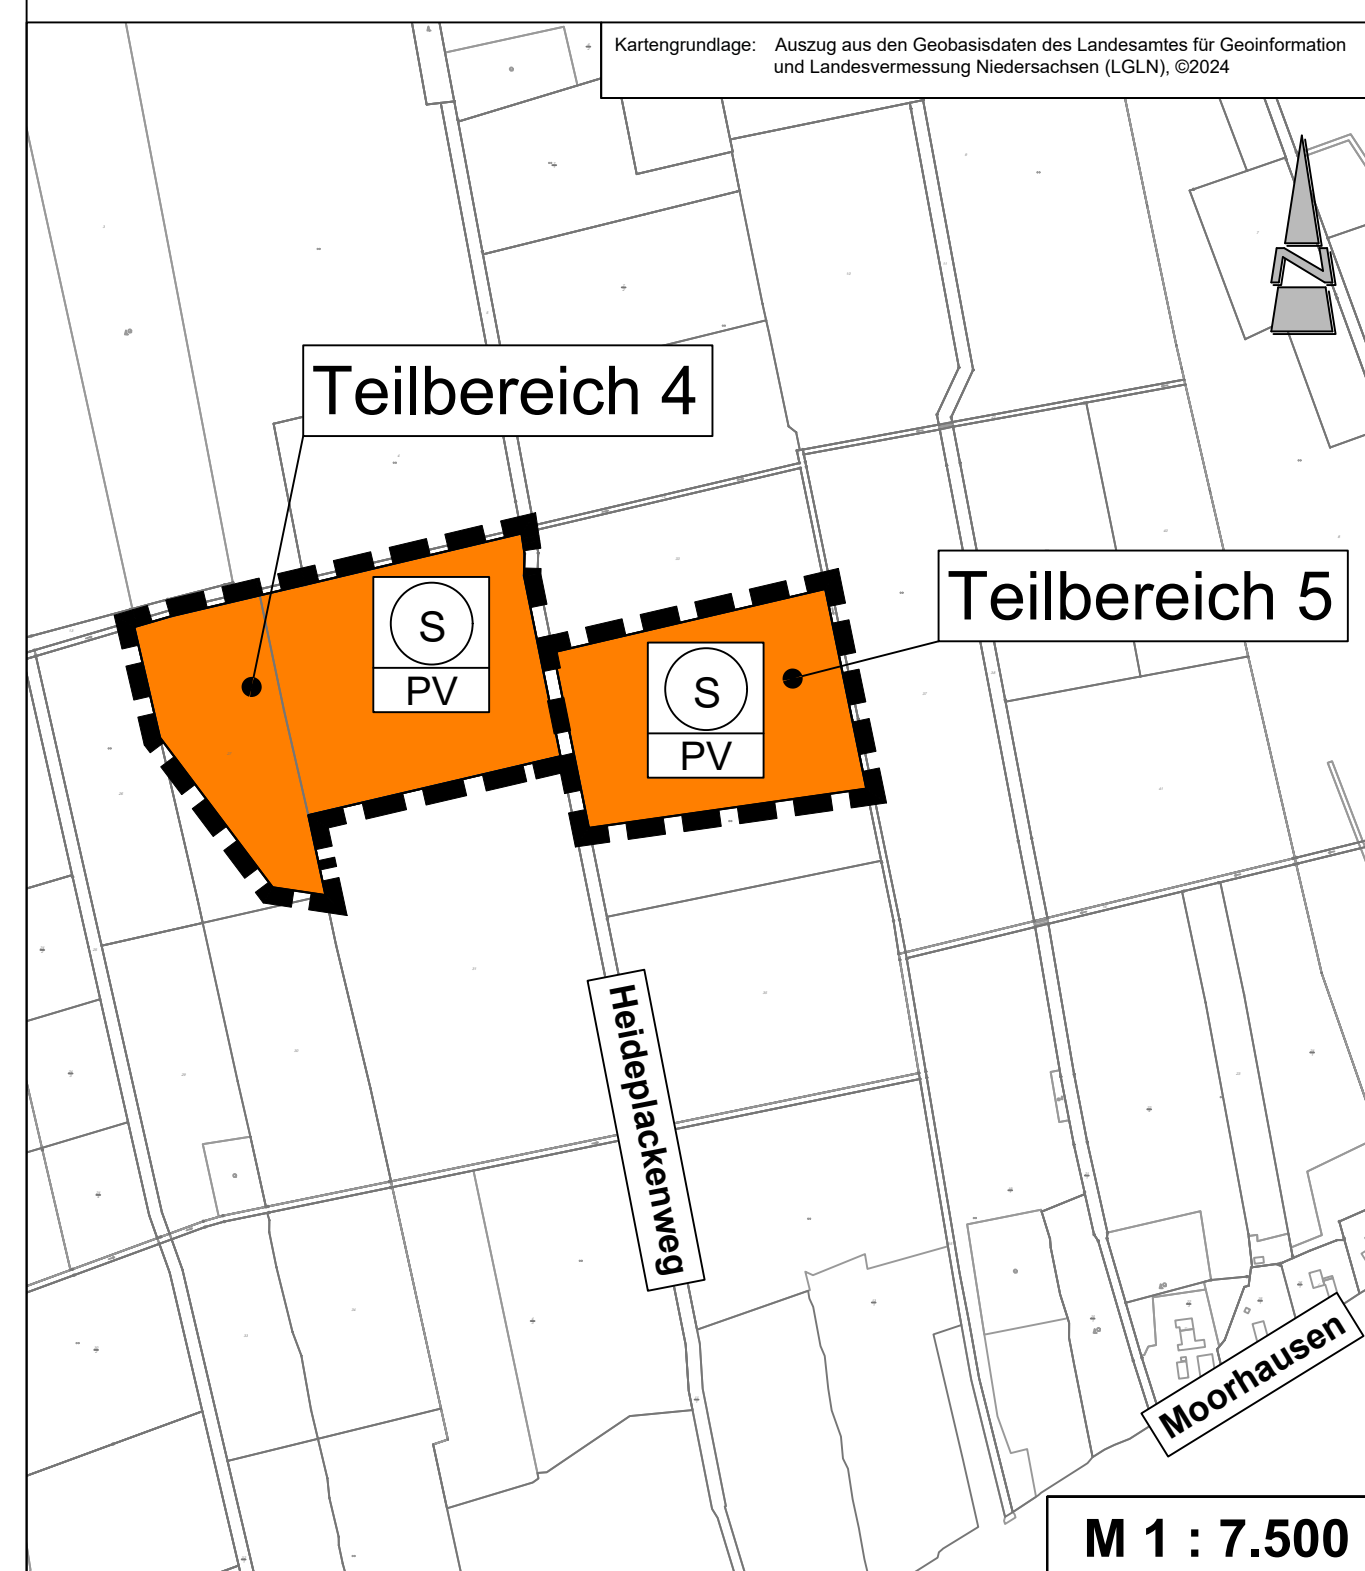 Kartengrundlage: Auszug aus den Geobasisdaten des Landesamtes für Geoinformation
und Landesvermessung Niedersachsen (LGLN), ©2024
Teilbereich 4
Teilbereich 5
S
PV
S
PV
Heideplackenweg
Moorhausen
M 1 : 7.500